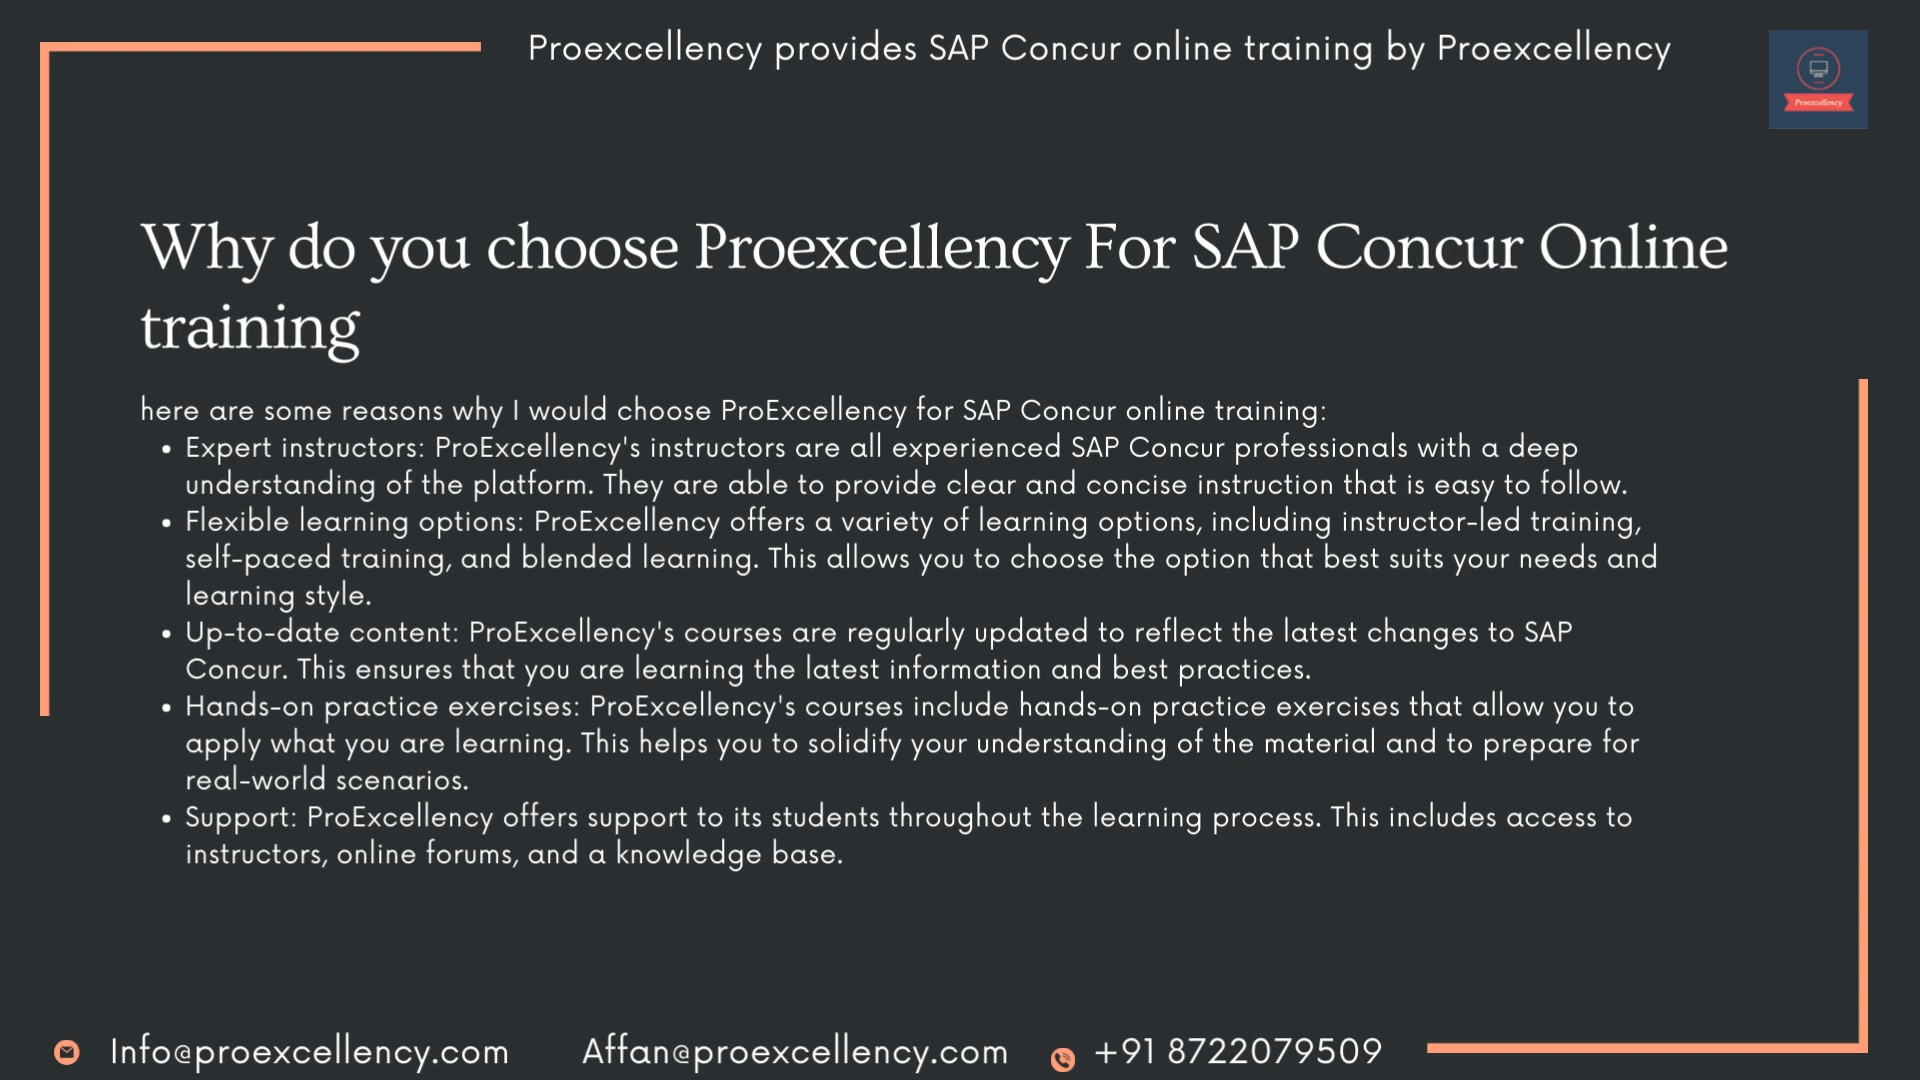 Proexcellency provides SAP Concur online training by Proexcellency
Proexcellency
Why do you choose Proexcellency For SAP Concur Online
training
here are some reasons why I would choose ProExcellency for SAP Concur online training:
• Expert instructors: ProExcellency's instructors are all experienced SAP Concur professionals with a deep
understanding of the platform. They are able to provide clear and concise instruction that is easy to follow.
• Flexible learning options: ProExcellency offers a variety of learning options, including instructor-led training,
self-paced training, and blended learning. This allows you to choose the option that best suits your needs and
learning style.
• Up-to-date content: ProExcellency's courses are regularly updated to reflect the latest changes to SAP
Concur. This ensures that you are learning the latest information and best practices.
• Hands-on practice exercises: ProExcellency's courses include hands-on practice exercises that allow you to
apply what you are learning. This helps you to solidify your understanding of the material and to prepare for
real-world scenarios.
• Support: ProExcellency offers support to its students throughout the learning process. This includes access to
instructors, online forums, and a knowledge base.
Info@proexcellency.com Affan@proexcellency.com +91 8722079509